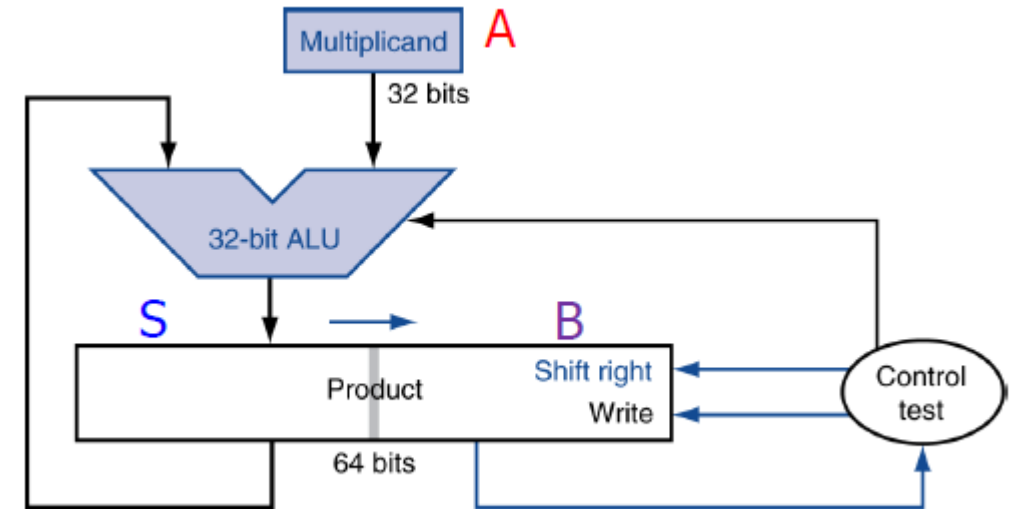 Multiplicand
A
32 bits
32-bit ALU
S
B
Product
Shift right
Write
64 bits
Control
test